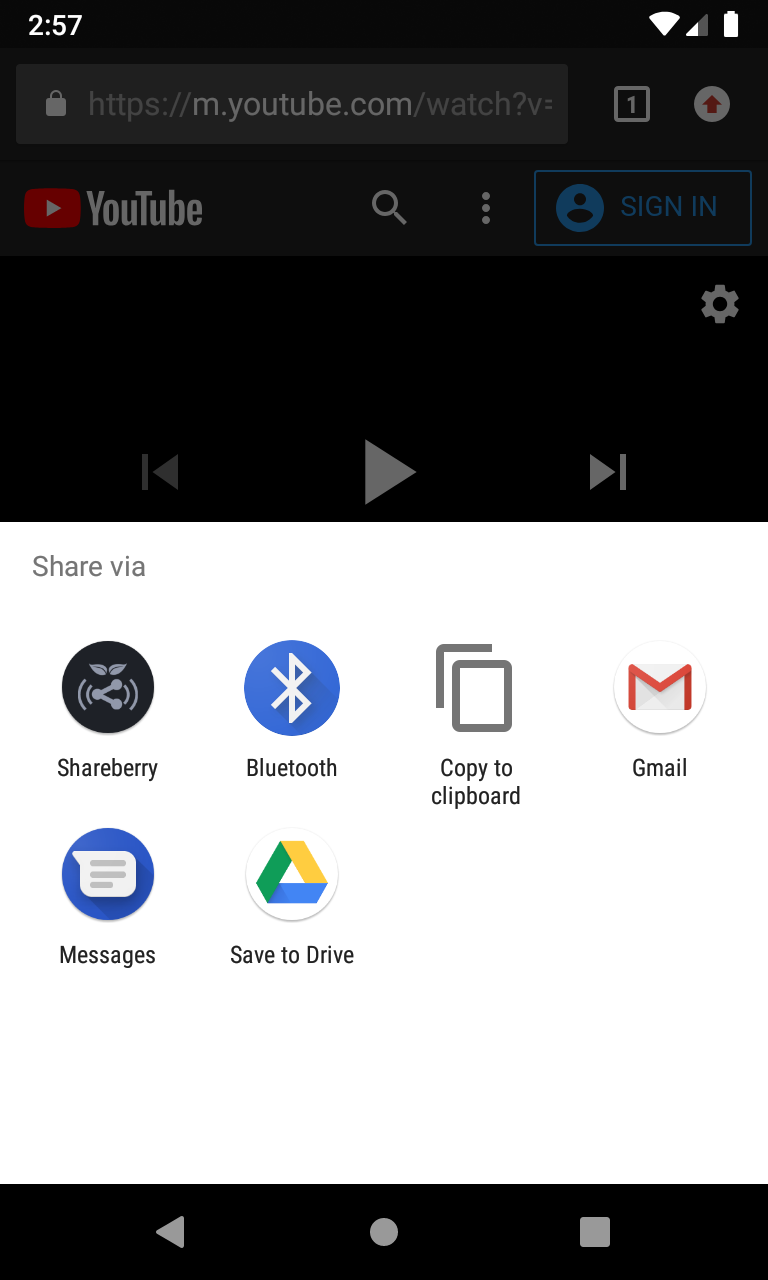 2:57
https://m.youtube.com/watch?v=
1
YouTube
SIGN IN
Share via
Shareberry
Bluetooth
Copy to
clipboard
Gmail
Messages
Save to Drive